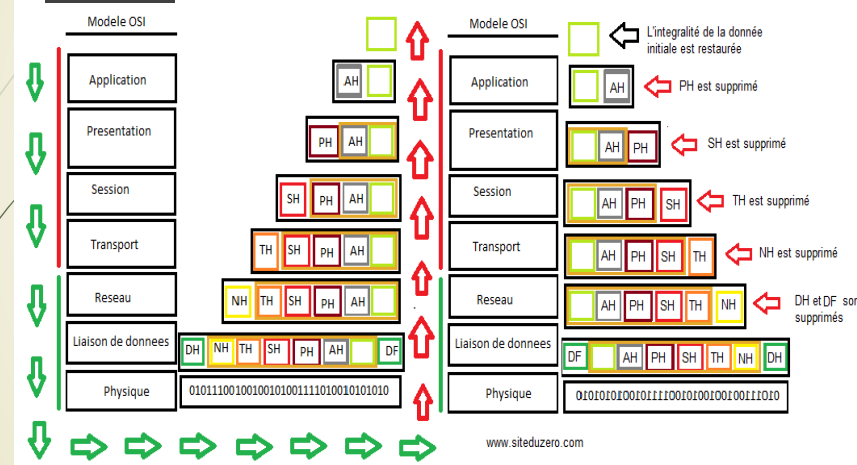 Modele OSI
Application
AH
Presentation
PH AH
Session
SH PH AH
Transport
TH SH PH AH
Reseau
NH TH SH PH AH
Liaison de donnees
DH NH TH SH PH AH DF
Physique
0101110010010010100111101001010101010
Modele OSI
L'integralité de la donnée
initiale est restaurée
Application
AH
PH est supprimé
Presentation
AH PH
SH est supprimé
Session
AH PH SH
TH est supprimé
Transport
AH PH SH TH
NH est supprimé
Reseau
AH PH SH TH NH
DH et DF son
supprimés
Liaison de donnees
DF AH PH SH TH NH DH
Physique
www.siteduzero.com